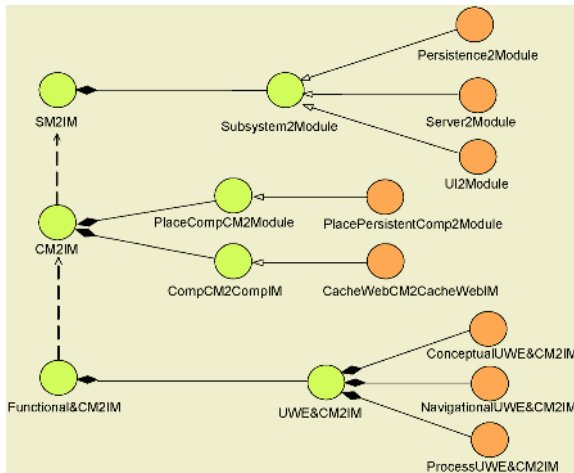 Persistence2Module
SM2IM
Subsystem2Module
Server2Module
UI2Module
CM2IM
PlaceCompCM2Module
PlacePersistentComp2Module
CompCM2CompIM
CacheWebCM2CacheWebIM
ConceptualUWE&CM2IM
Functional&CM2IM
UWE&CM2IM
NavigationalUWE&CM2IM
ProcessUWE&CM2IM